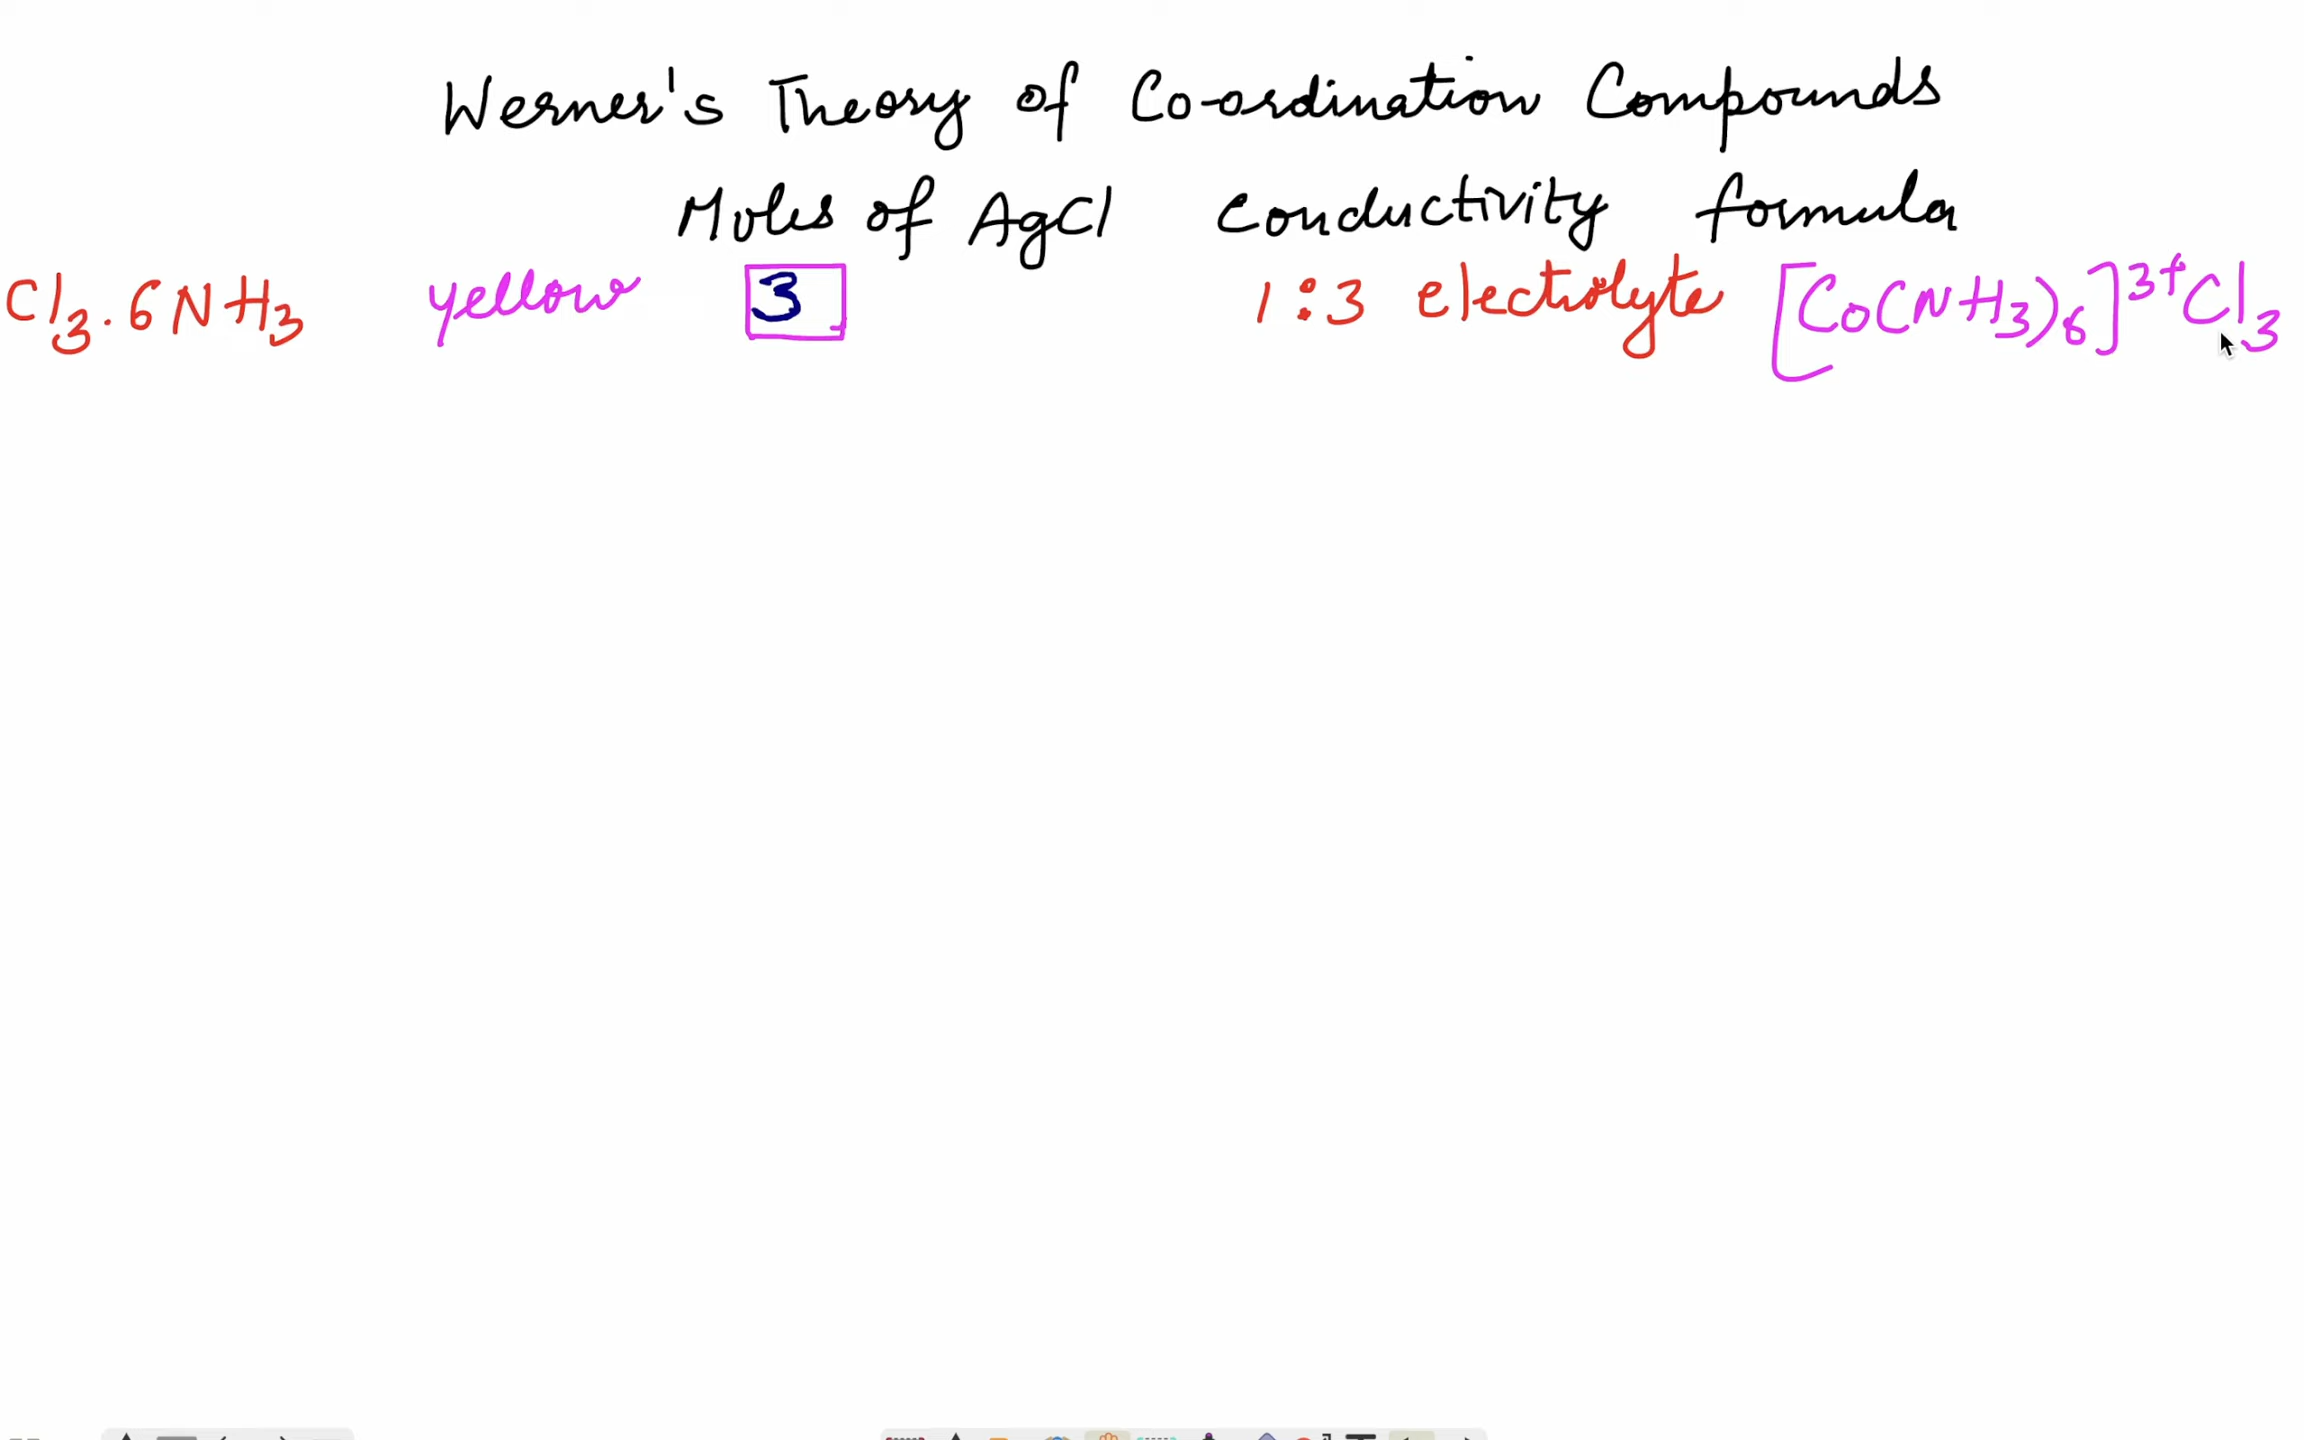 Werner's Theory of Co-ordination Compounds
Moles of AgCl Conductivity formula
Cl3.6NH3 yellow 3 1:3 electrolyte [Co(NH3)6]3+Cl3